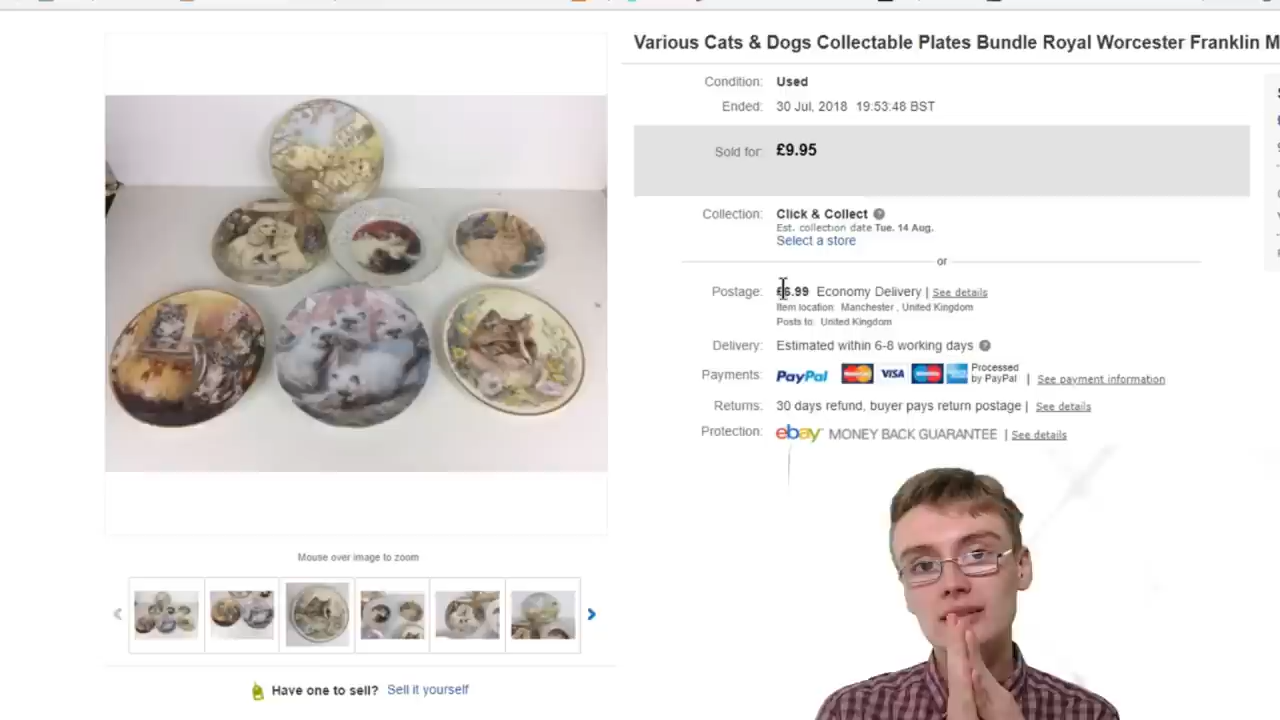 Various Cats & Dogs Collectable Plates Bundle Royal Worcester Franklin M
Condition: Used
Ended: 30 Jul, 2018 19:53:48 BST
Sold for: £9.95
Collection: Click & Collect
Est. collection date Tue. 14 Aug.
Select a store
or
Postage: £6.99 Economy Delivery | See details
Item location: Manchester , United Kingdom
Posts to: United Kingdom
Delivery: Estimated within 6-8 working days
Payments: PayPal VISA Processed by PayPal | See payment information
Returns: 30 days refund, buyer pays return postage | See details
Protection: ebay MONEY BACK GUARANTEE | See details
Mouse over image to zoom
Have one to sell? Sell it yourself